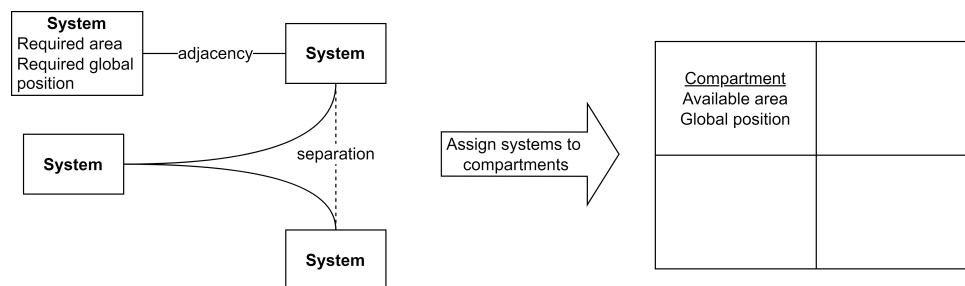 System
Required area
Required global
position
adjacency
System
System
separation
System
Assign systems to
compartments
Compartment
Available area
Global position